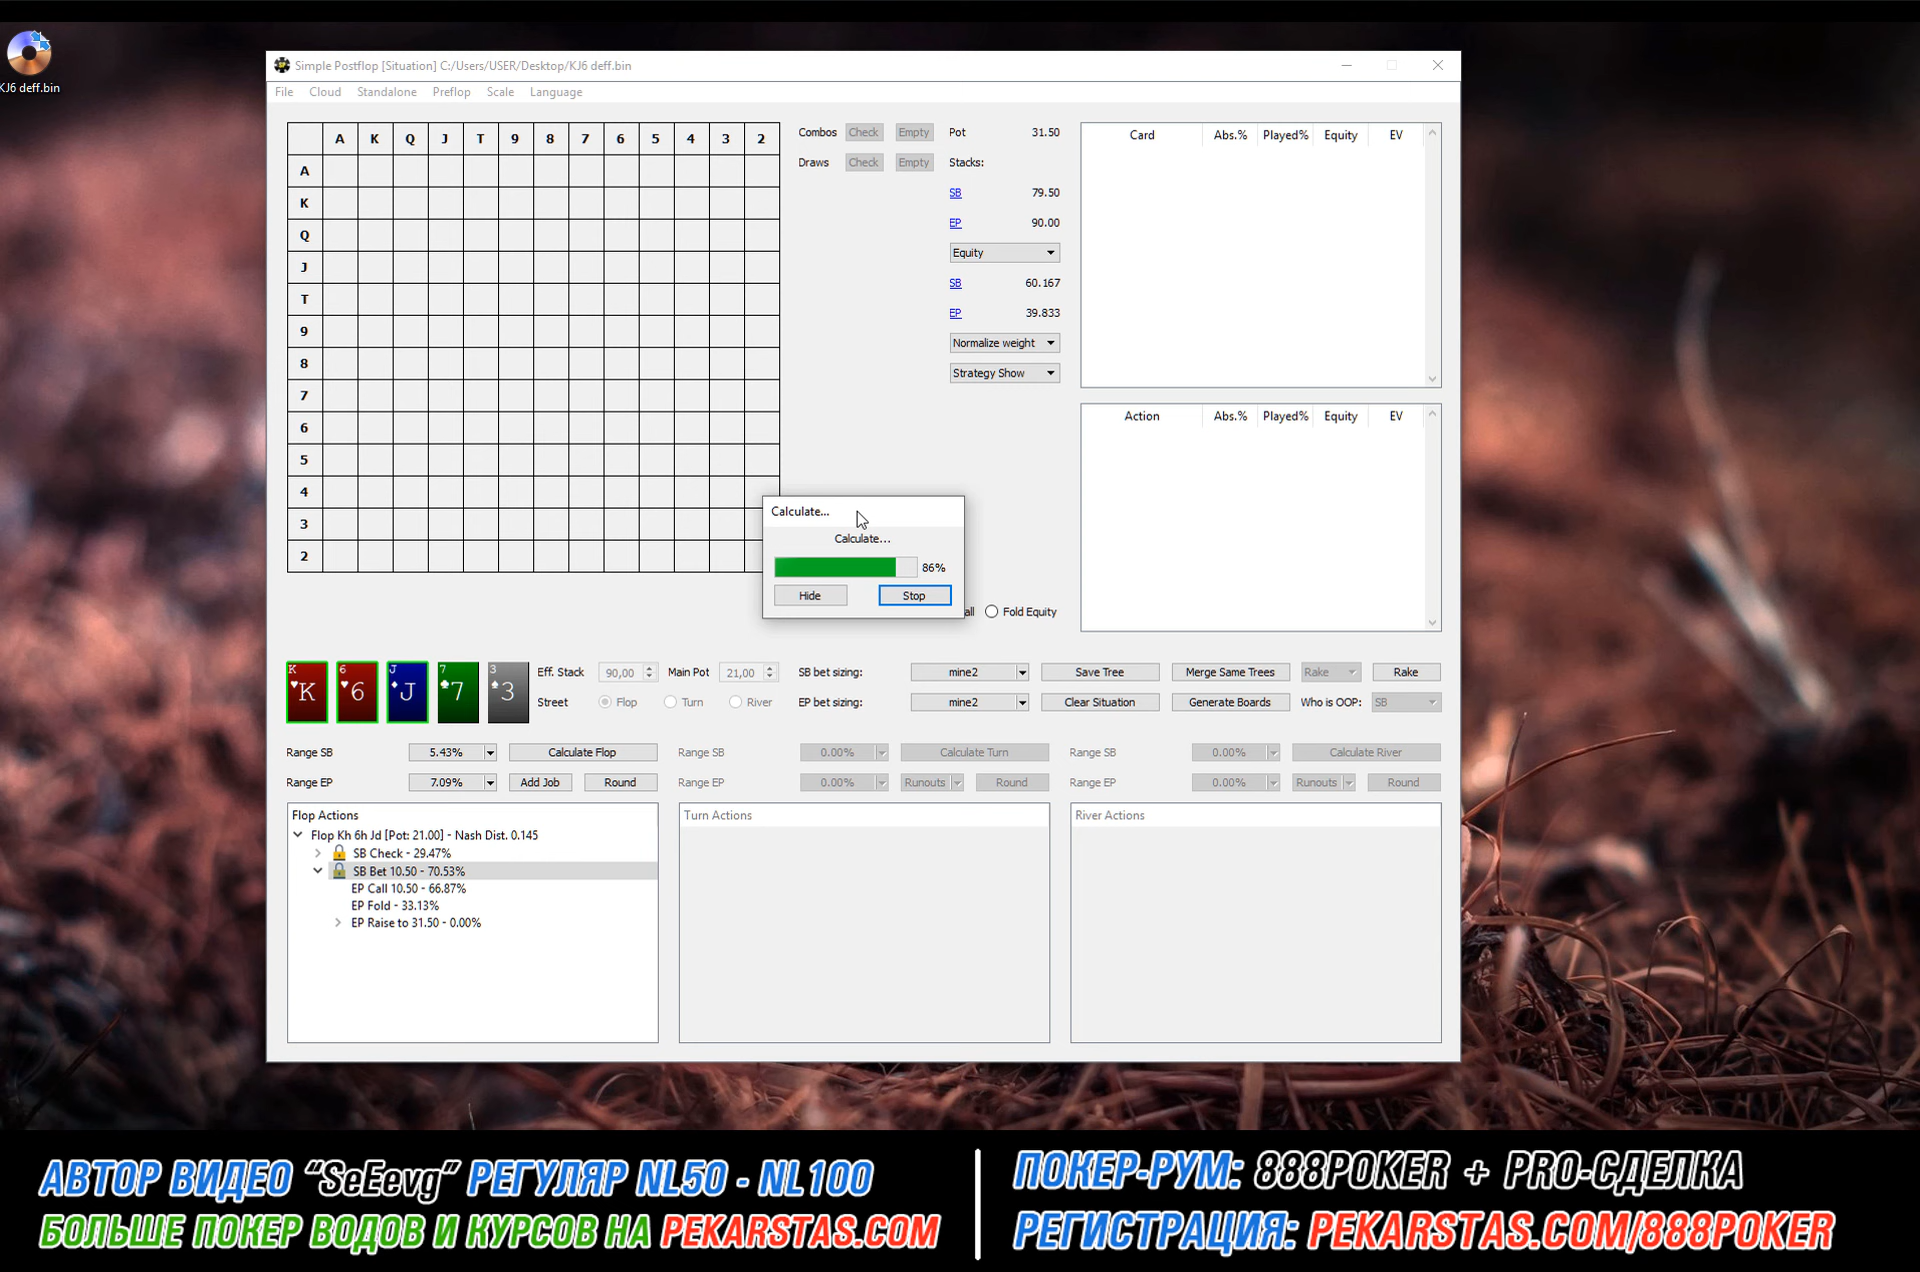 KJ6 deff.bin
Simple Postflop [Situation] C:/Users/USER/Desktop/KJ6 deff.bin
File Cloud Standalone Preflop Scale Language
A K Q J T 9 8 7 6 5 4 3 2
A
K
Q
J
T
9
8
7
6
5
4
3
2
Combos Check Empty Pot 31.50
Draws Check Empty Stacks:
SB 79.50
EP 90.00
Equity
SB 60.167
EP 39.833
Normalize weight
Strategy Show
Card Abs.% Played% Equity EV
Action Abs.% Played% Equity EV
Calculate...
Calculate...
86%
Hide Stop
all Fold Equity
K K 6 6 J J 7 7 3 3
Eff. Stack 90,00 Main Pot 21,00 SB bet sizing: mine2 Save Tree Merge Same Trees Rake Rake
Street Flop Turn River EP bet sizing: mine2 Clear Situation Generate Boards Who is OOP: SB
Range SB 5.43% Calculate Flop Range SB 0.00% Calculate Turn Range SB 0.00% Calculate River
Range EP 7.09% Add Job Round Range EP 0.00% Runouts Round Range EP 0.00% Runouts Round
Flop Actions
Flop Kh 6h Jd [Pot: 21.00] - Nash Dist. 0.145
SB Check - 29.47%
SB Bet 10.50 - 70.53%
EP Call 10.50 - 66.87%
EP Fold - 33.13%
EP Raise to 31.50 - 0.00%
Turn Actions
River Actions
АВТОР ВИДЕО “SeEevg” РЕГУЛЯР NL50 - NL100
БОЛЬШЕ ПОКЕР ВОДОВ И КУРСОВ НА PEKARSTAS.COM
ПОКЕР-РУМ: 888POKER + PRO-СДЕЛКА
РЕГИСТРАЦИЯ: PEKARSTAS.COM/888POKER